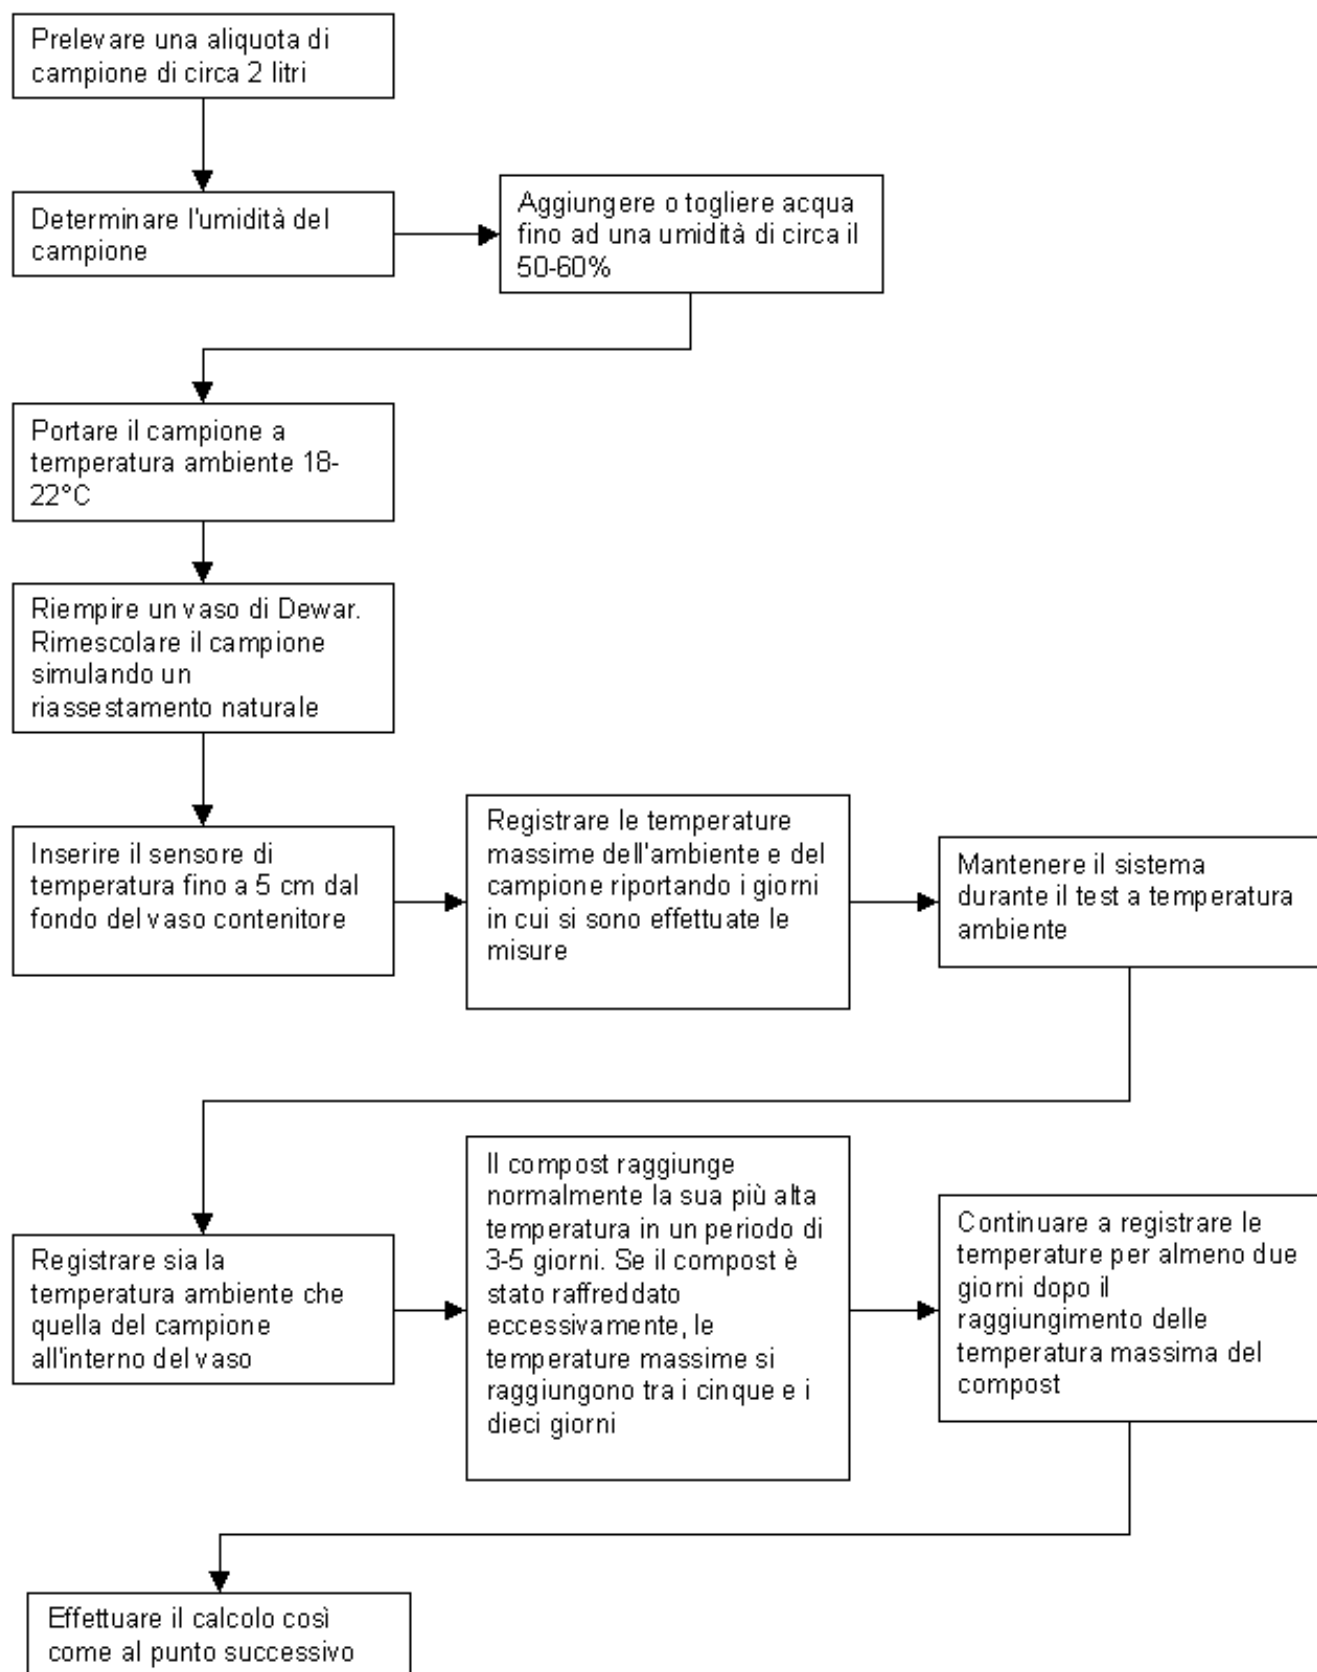 Prelevare una aliquota di
campione di circa 2 litri
Determinare l'umidità del
campione
Aggiungere o togliere acqua
fino ad una umidità di circa il
50-60%
Portare il campione a
temperatura ambiente 18-
22°C
Riempire un vaso di Dewar.
Rimescolare il campione
simulando un
riassestamento naturale
Inserire il sensore di
temperatura fino a 5 cm dal
fondo del vaso contenitore
Registrare le temperature
massime dell'ambiente e del
campione riportando i giorni
in cui si sono effettuate le
misure
Mantenere il sistema
durante il test a temperatura
ambiente
Registrare sia la
temperatura ambiente che
quella del campione
all'interno del vaso
Il compost raggiunge
normalmente la sua più alta
temperatura in un periodo di
3-5 giorni. Se il compost è
stato raffreddato
eccessivamente, le
temperature massime si
raggiungono tra i cinque e i
dieci giorni
Continuare a registrare le
temperature per almeno due
giorni dopo il
raggiungimento delle
temperatura massima del
compost
Effettuare il calcolo così
come al punto successivo